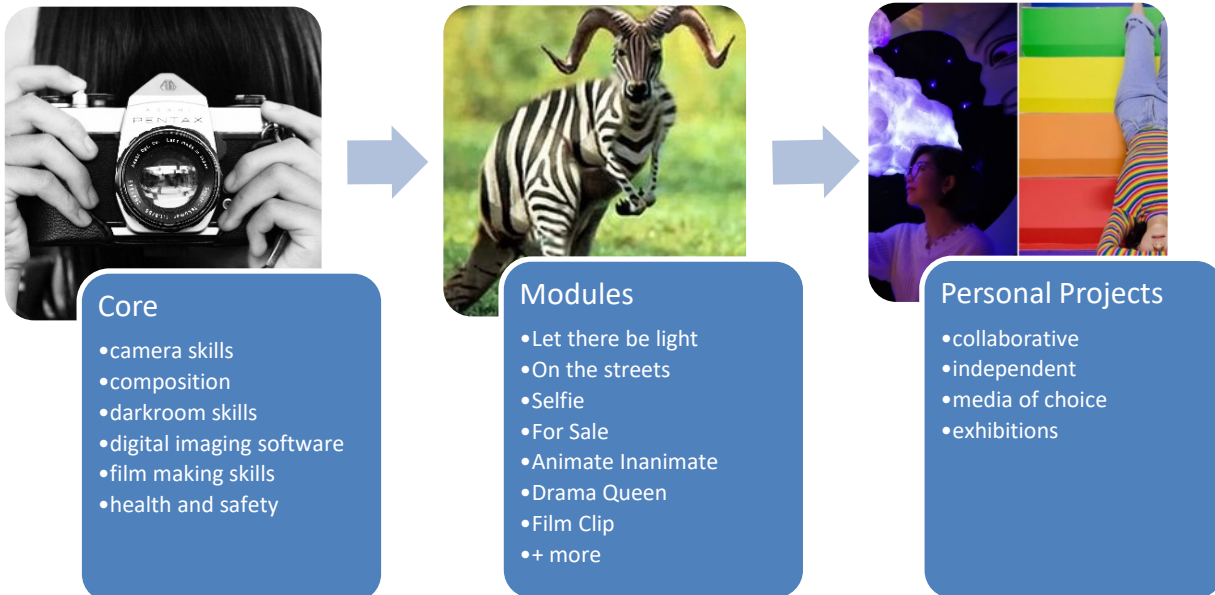 PENTAX
Core
•camera skills
•composition
•darkroom skills
•digital imaging software
•film making skills
•health and safety
Modules
•Let there be light
•On the streets
•Selfie
•For Sale
•Animate Inanimate
•Drama Queen
•Film Clip
•+ more
Personal Projects
•collaborative
•independent
•media of choice
•exhibitions